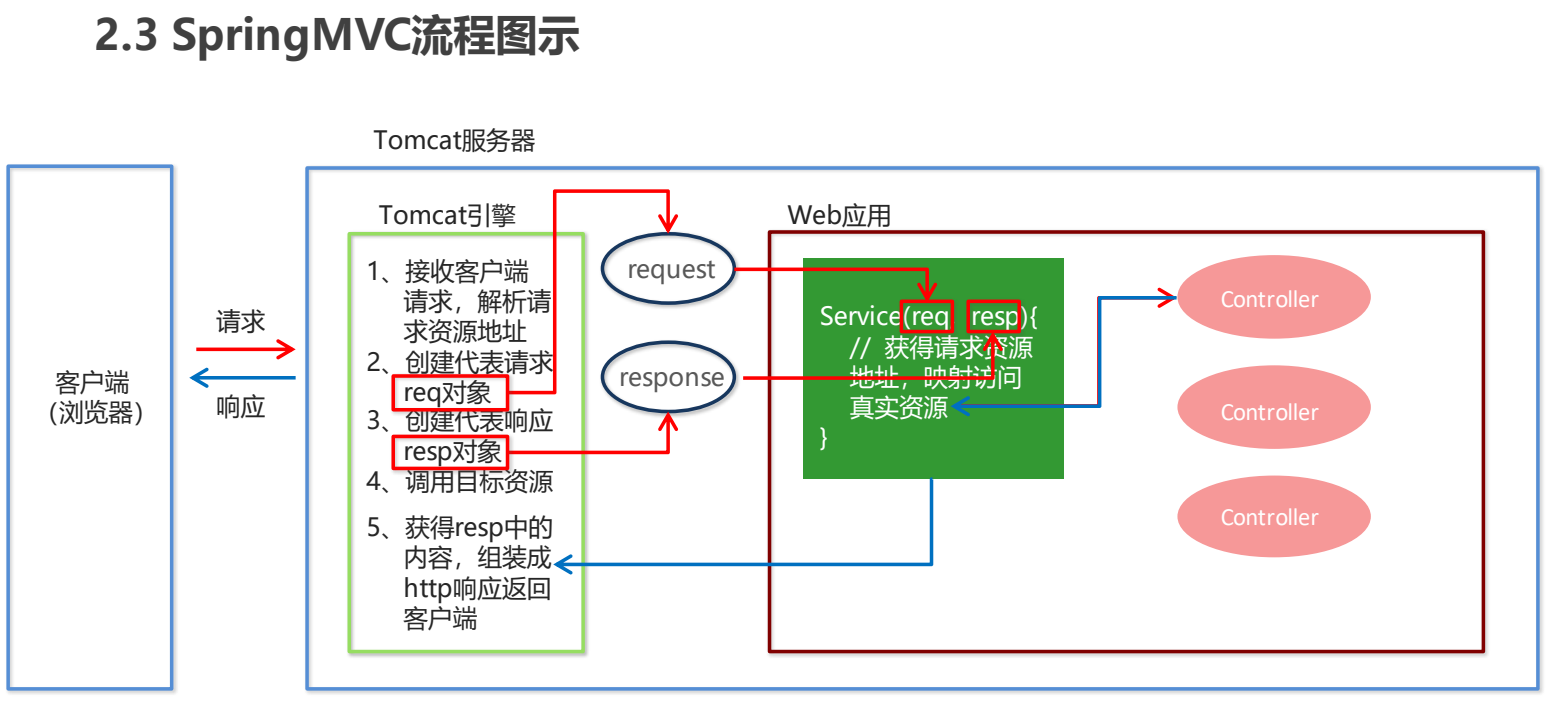 2.3 SpringMVC流程图示
Tomcat服务器
客户端
（浏览器）
请求
响应
Tomcat引擎
1、接收客户端
请求，解析请
求资源地址
2、创建代表请求
req对象
3、创建代表响应
resp对象
4、调用目标资源
5、获得resp中的
内容，组装成
http响应返回
客户端
request
response
Web应用
Service(req resp){
// 获得请求资源
地址，映射访问
真实资源
}
Controller
Controller
Controller